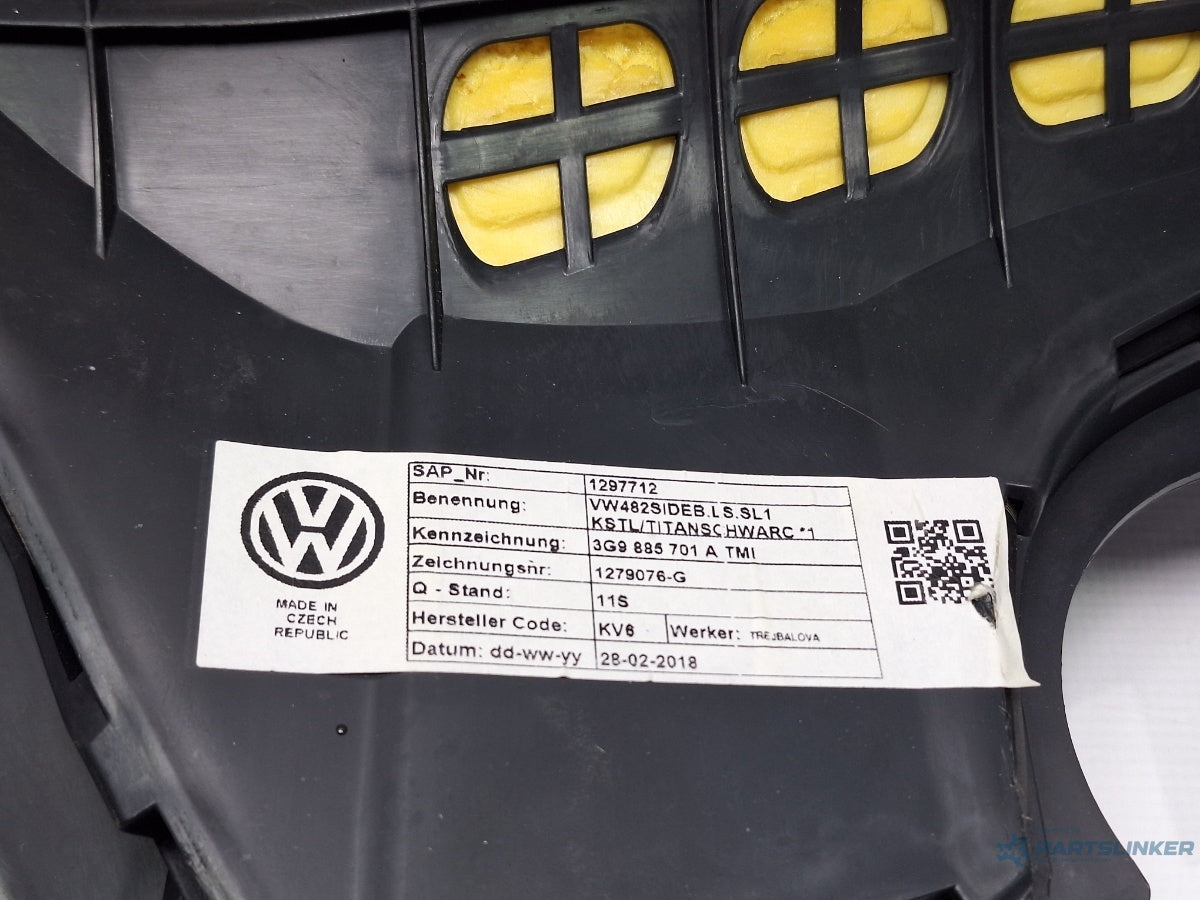 MADE IN
CZECH
REPUBLIC
SAP_Nr: 1297712
Benennung: VW482SIDEB.LS.SL1
KSTL/TITANSCHWARC *1
Kennzeichnung: 3G9 885 701 A TMI
Zeichnungsnr: 1279076-G
Q - Stand: 11S
Hersteller Code: KV6 Werker: TREJBALOVA
Datum: dd-ww-yy 28-02-2018
PARTSLINKER